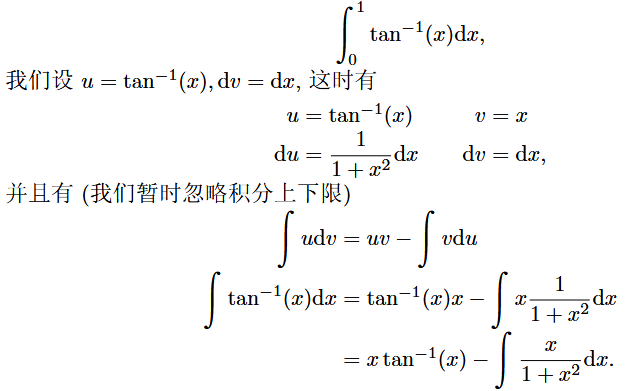 ∫₀¹ tan⁻¹(x)dx,
我们设 u = tan⁻¹(x), dv = dx, 这时有
u = tan⁻¹(x) v = x
du = 1/(1 + x²) dx dv = dx,
并且有 (我们暂时忽略积分上下限)
∫ udv = uv − ∫ vdu
∫ tan⁻¹(x)dx = tan⁻¹(x)x − ∫ x 1/(1 + x²) dx
= x tan⁻¹(x) − ∫ x/(1 + x²) dx.